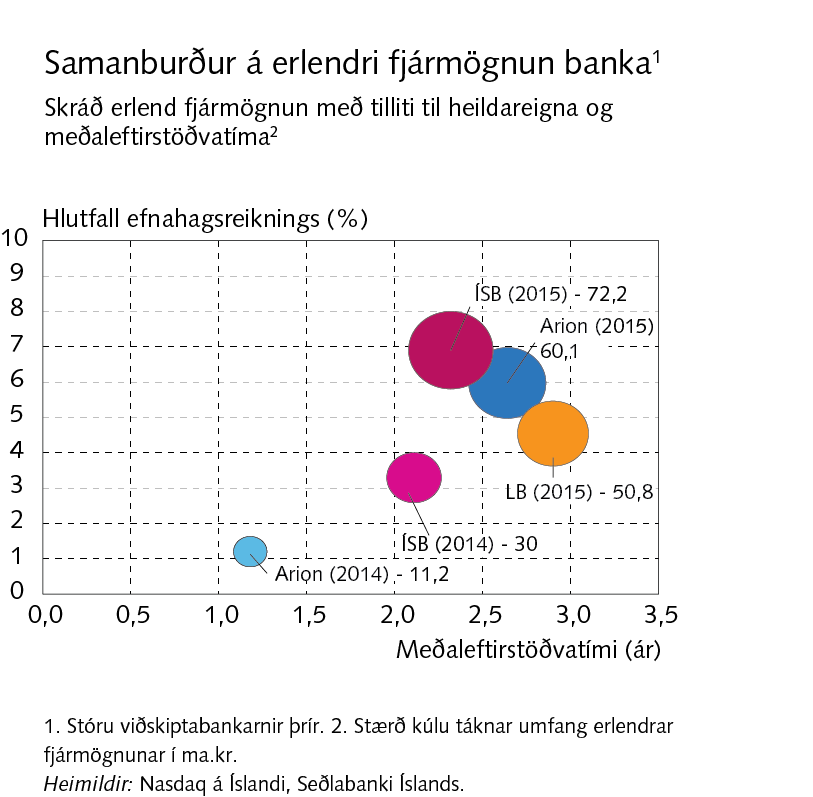 Samanburður á erlendri fjármögnun banka¹
Skráð erlend fjármögnun með tilliti til heildareigna og
meðaleftirstöðvatíma²
Hlutfall efnahagsreiknings (%)
10
9
8
7
6
5
4
3
2
1
0
ÍSB (2015) - 72,2
Arion (2015)
60,1
LB (2015) - 50,8
ÍSB (2014) - 30
Arion (2014) - 11,2
0,0 0,5 1,0 1,5 2,0 2,5 3,0 3,5
Meðaleftirstöðvatími (ár)
1. Stóru viðskiptabankarnir þrír. 2. Stærð kúlu táknar umfang erlendrar
fjármögnunar í ma.kr.
Heimildir: Nasdaq á Íslandi, Seðlabanki Íslands.